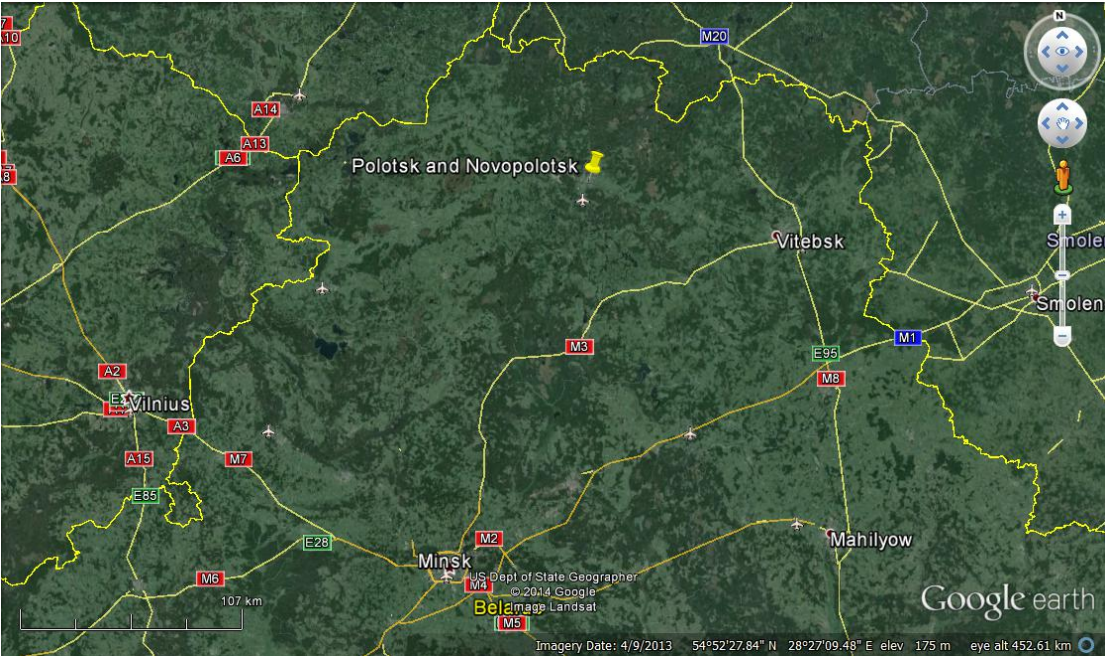 A10
M20
N
A14
A13
A6
Polotsk and Novopolotsk
Vitebsk
Smolen
M1
M3
E95
M8
A2
Vilnius
A3
A15
M7
E85
E28
M2
Mahilyow
Minsk
M6
M4
US Dept of State Geographer
© 2014 Google
Image Landsat
107 km
M5
Google earth
Imagery Date: 4/9/2013 54°52'27.84" N 28°27'09.48" E elev 175 m eye alt 452.61 km